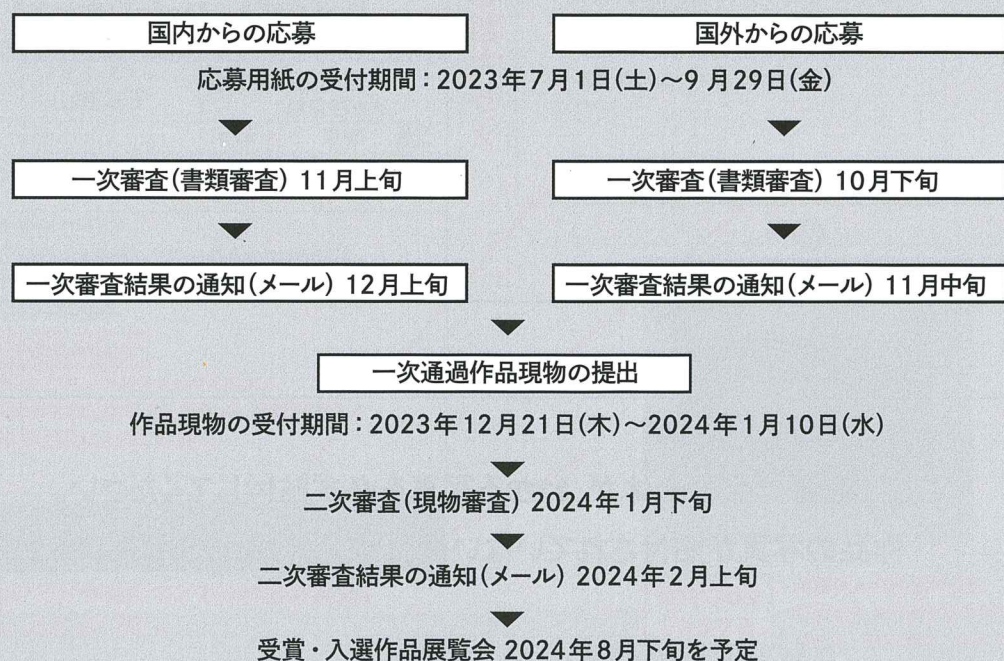 国内からの応募
国外からの応募
応募用紙の受付期間：2023年7月1日(土)～9月29日(金)
一次審査(書類審査) 11月上旬
一次審査(書類審査) 10月下旬
一次審査結果の通知(メール) 12月上旬
一次審査結果の通知(メール) 11月中旬
一次通過作品現物の提出
作品現物の受付期間：2023年12月21日(木)～2024年1月10日(水)
二次審査(現物審査) 2024年1月下旬
二次審査結果の通知(メール) 2024年2月上旬
受賞・入選作品展覧会 2024年8月下旬を予定